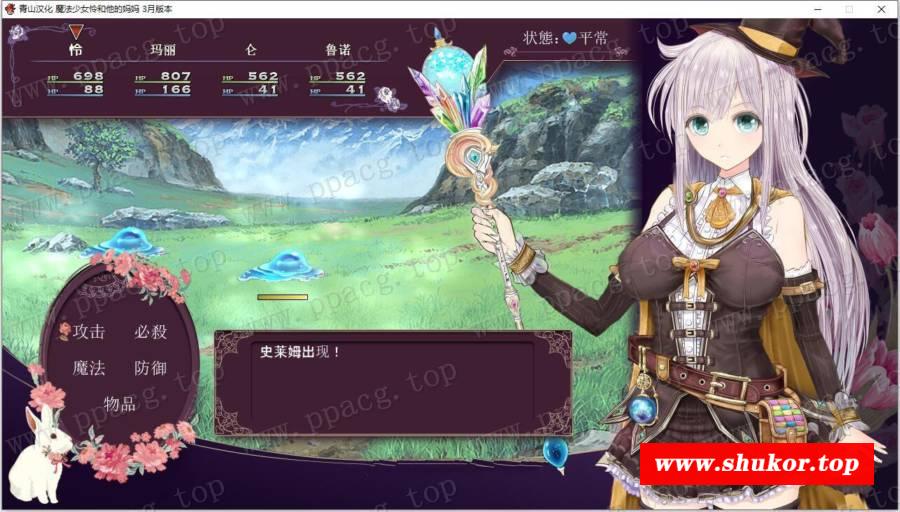 青山汉化 魔法少女怜和他的妈妈 3月版本
怜 玛丽 仑 鲁诺
HP 698 HP 807 HP 562 HP 562
MP 88 MP 166 MP 41 MP 41
状態:平常
攻击 必殺
魔法 防御
物品
史莱姆出现！
www.ppacg.top
www.shukor.top